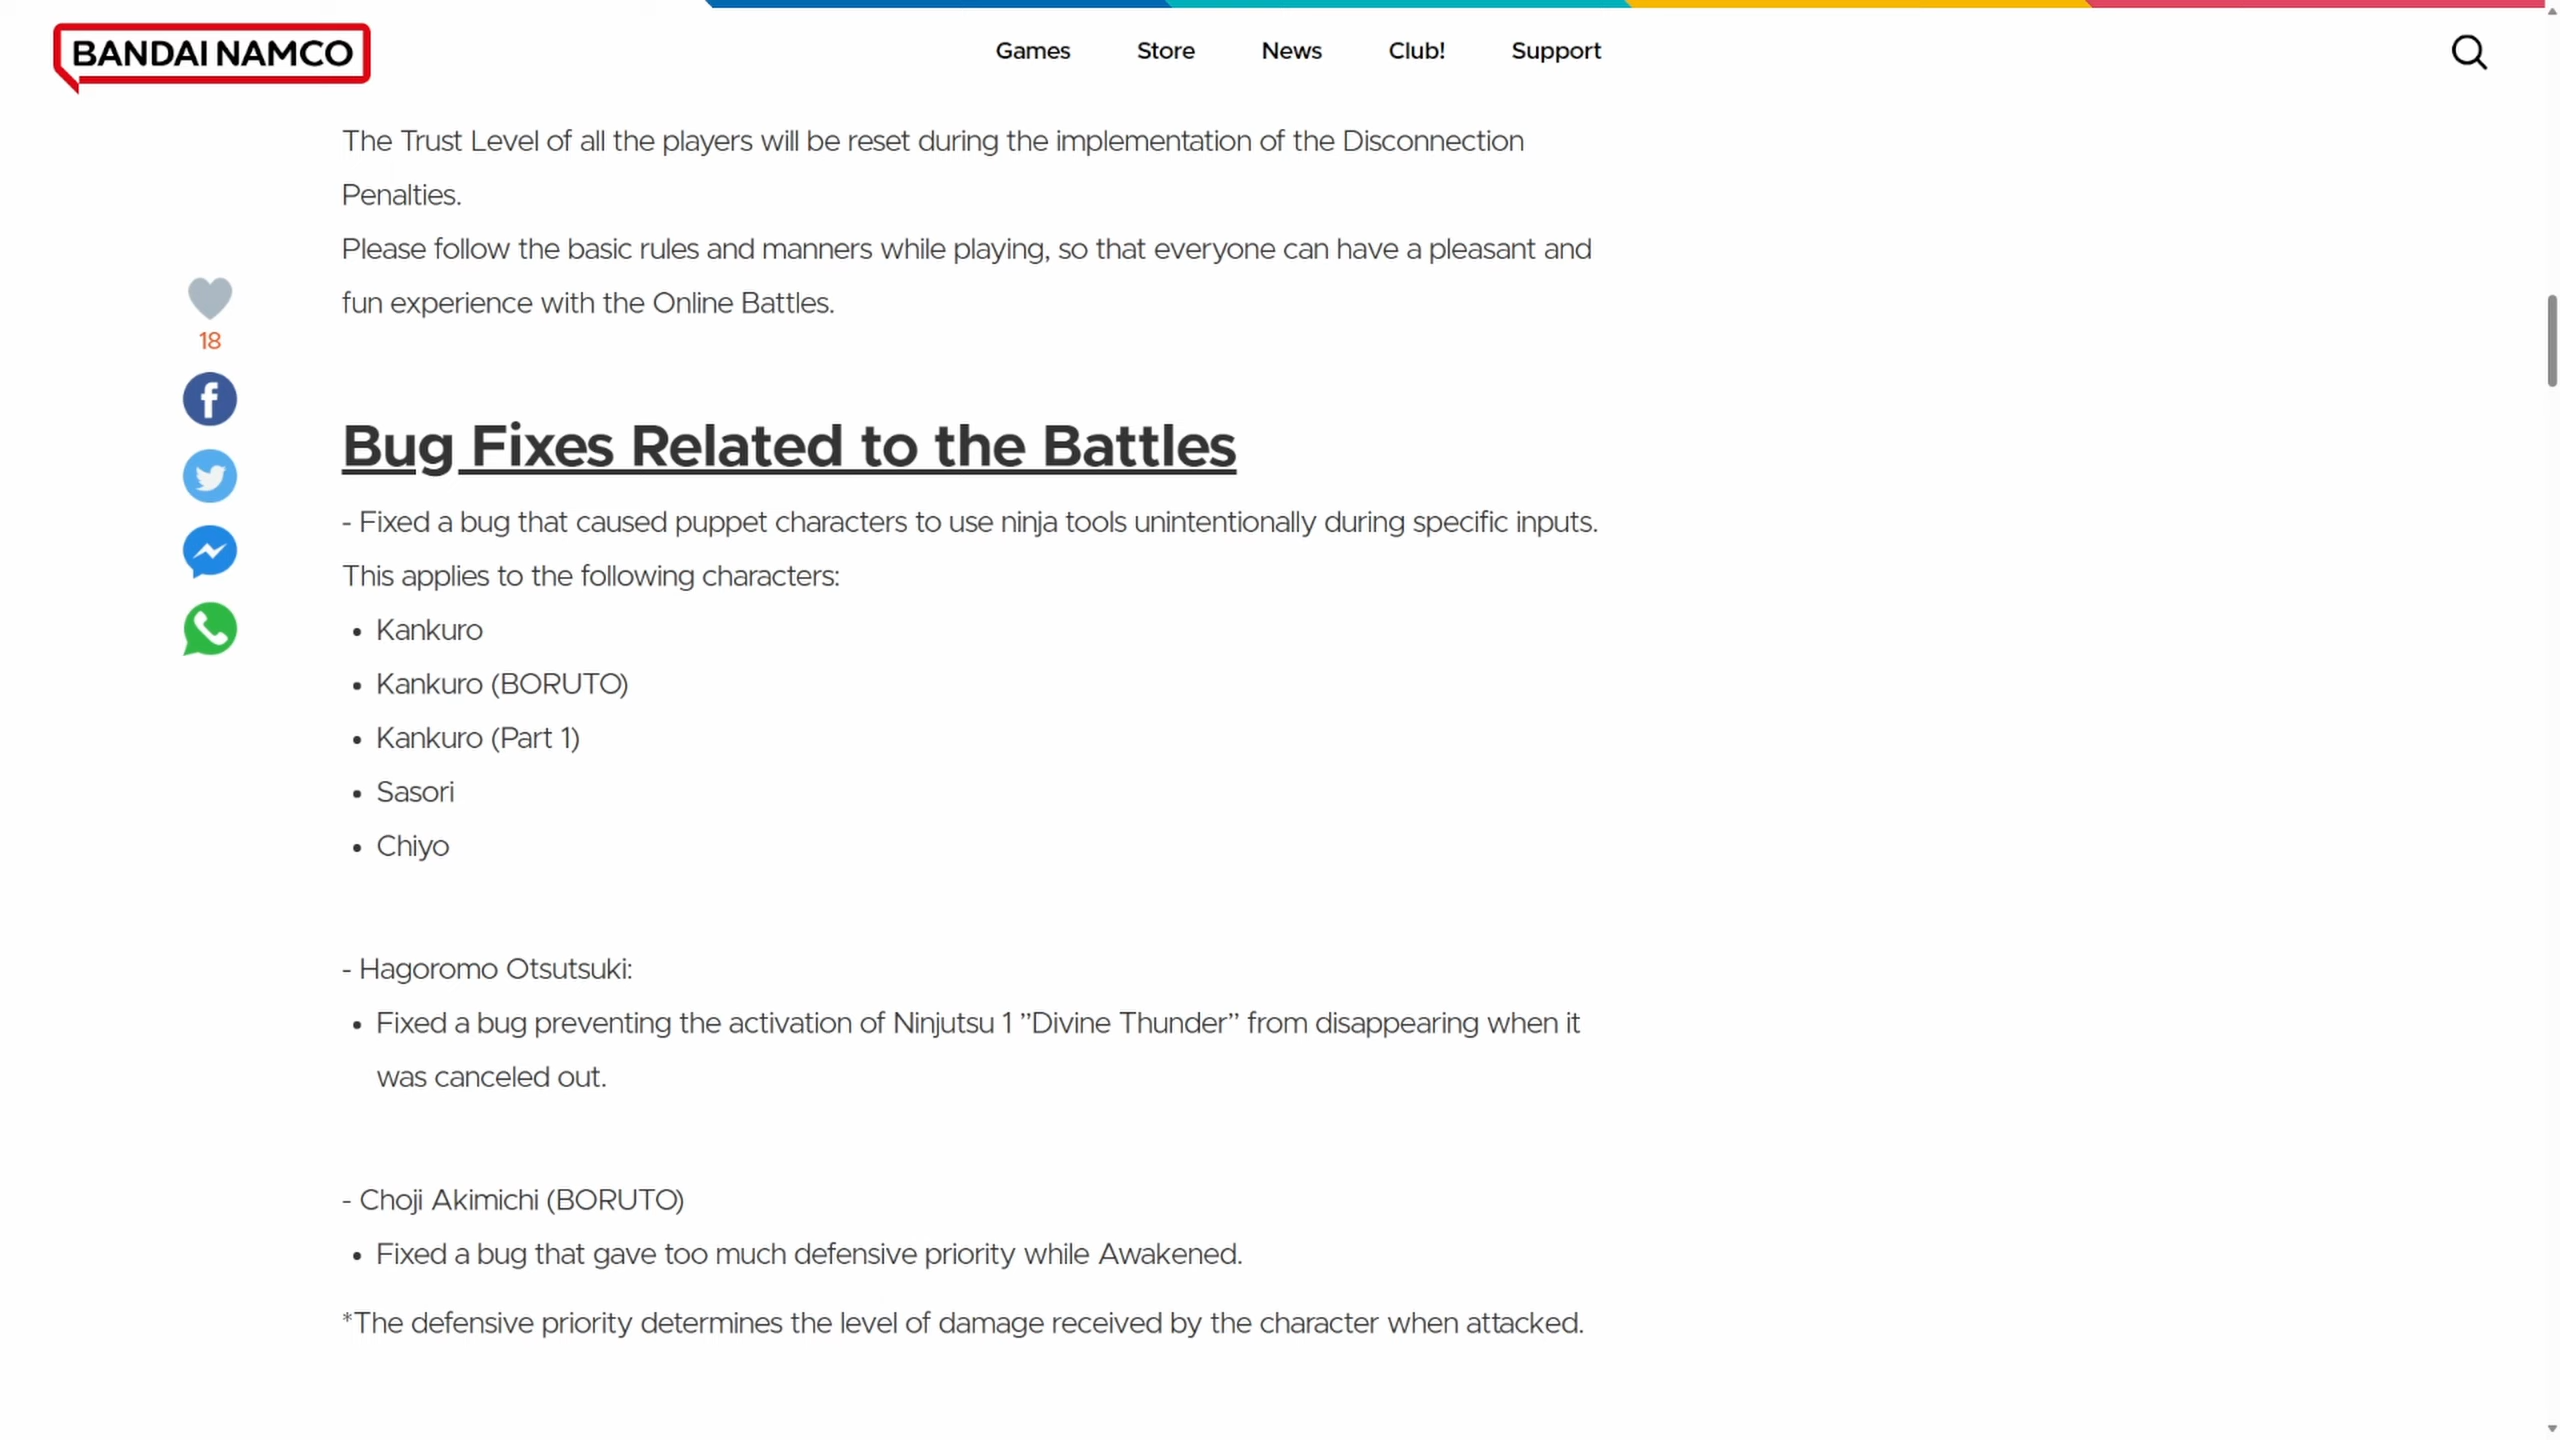 BANDAI NAMCO
Games
Store
News
Club!
Support
The Trust Level of all the players will be reset during the implementation of the Disconnection
Penalties.
Please follow the basic rules and manners while playing, so that everyone can have a pleasant and
fun experience with the Online Battles.
18
Bug Fixes Related to the Battles
- Fixed a bug that caused puppet characters to use ninja tools unintentionally during specific inputs.
This applies to the following characters:
• Kankuro
• Kankuro (BORUTO)
• Kankuro (Part 1)
• Sasori
• Chiyo
- Hagoromo Otsutsuki:
• Fixed a bug preventing the activation of Ninjutsu 1 ”Divine Thunder” from disappearing when it
was canceled out.
- Choji Akimichi (BORUTO)
• Fixed a bug that gave too much defensive priority while Awakened.
*The defensive priority determines the level of damage received by the character when attacked.